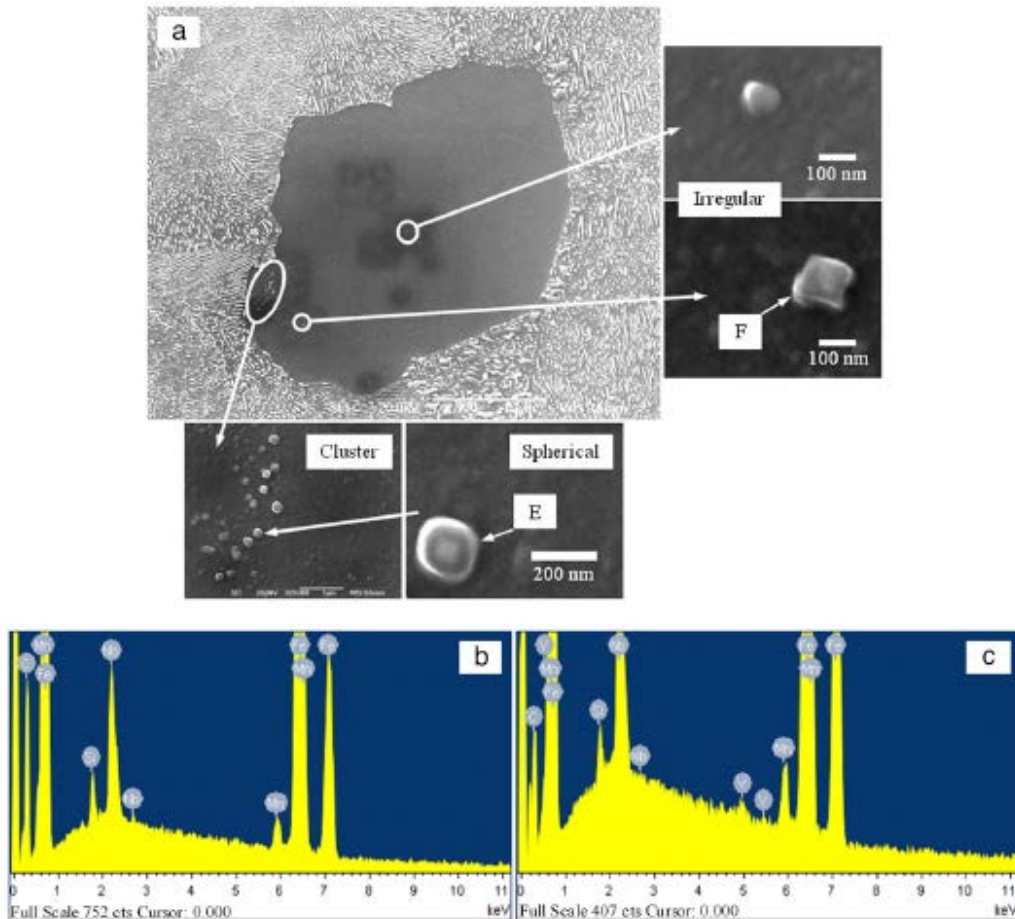 a
100 nm
Irregular
F
100 nm
Cluster
Spherical
E
200 nm
b
c
Si
Nb
Nb
Mn
Fe
Mn
Fe
V
Mn
Fe
C
Si
Nb
Nb
V
V
Mn
Fe
Mn
Fe
0 1 2 3 4 5 6 7 8 9 10 11
Full Scale 752 cts Cursor: 0.000 keV
0 1 2 3 4 5 6 7 8 9 10 11
Full Scale 407 cts Cursor: 0.000 keV